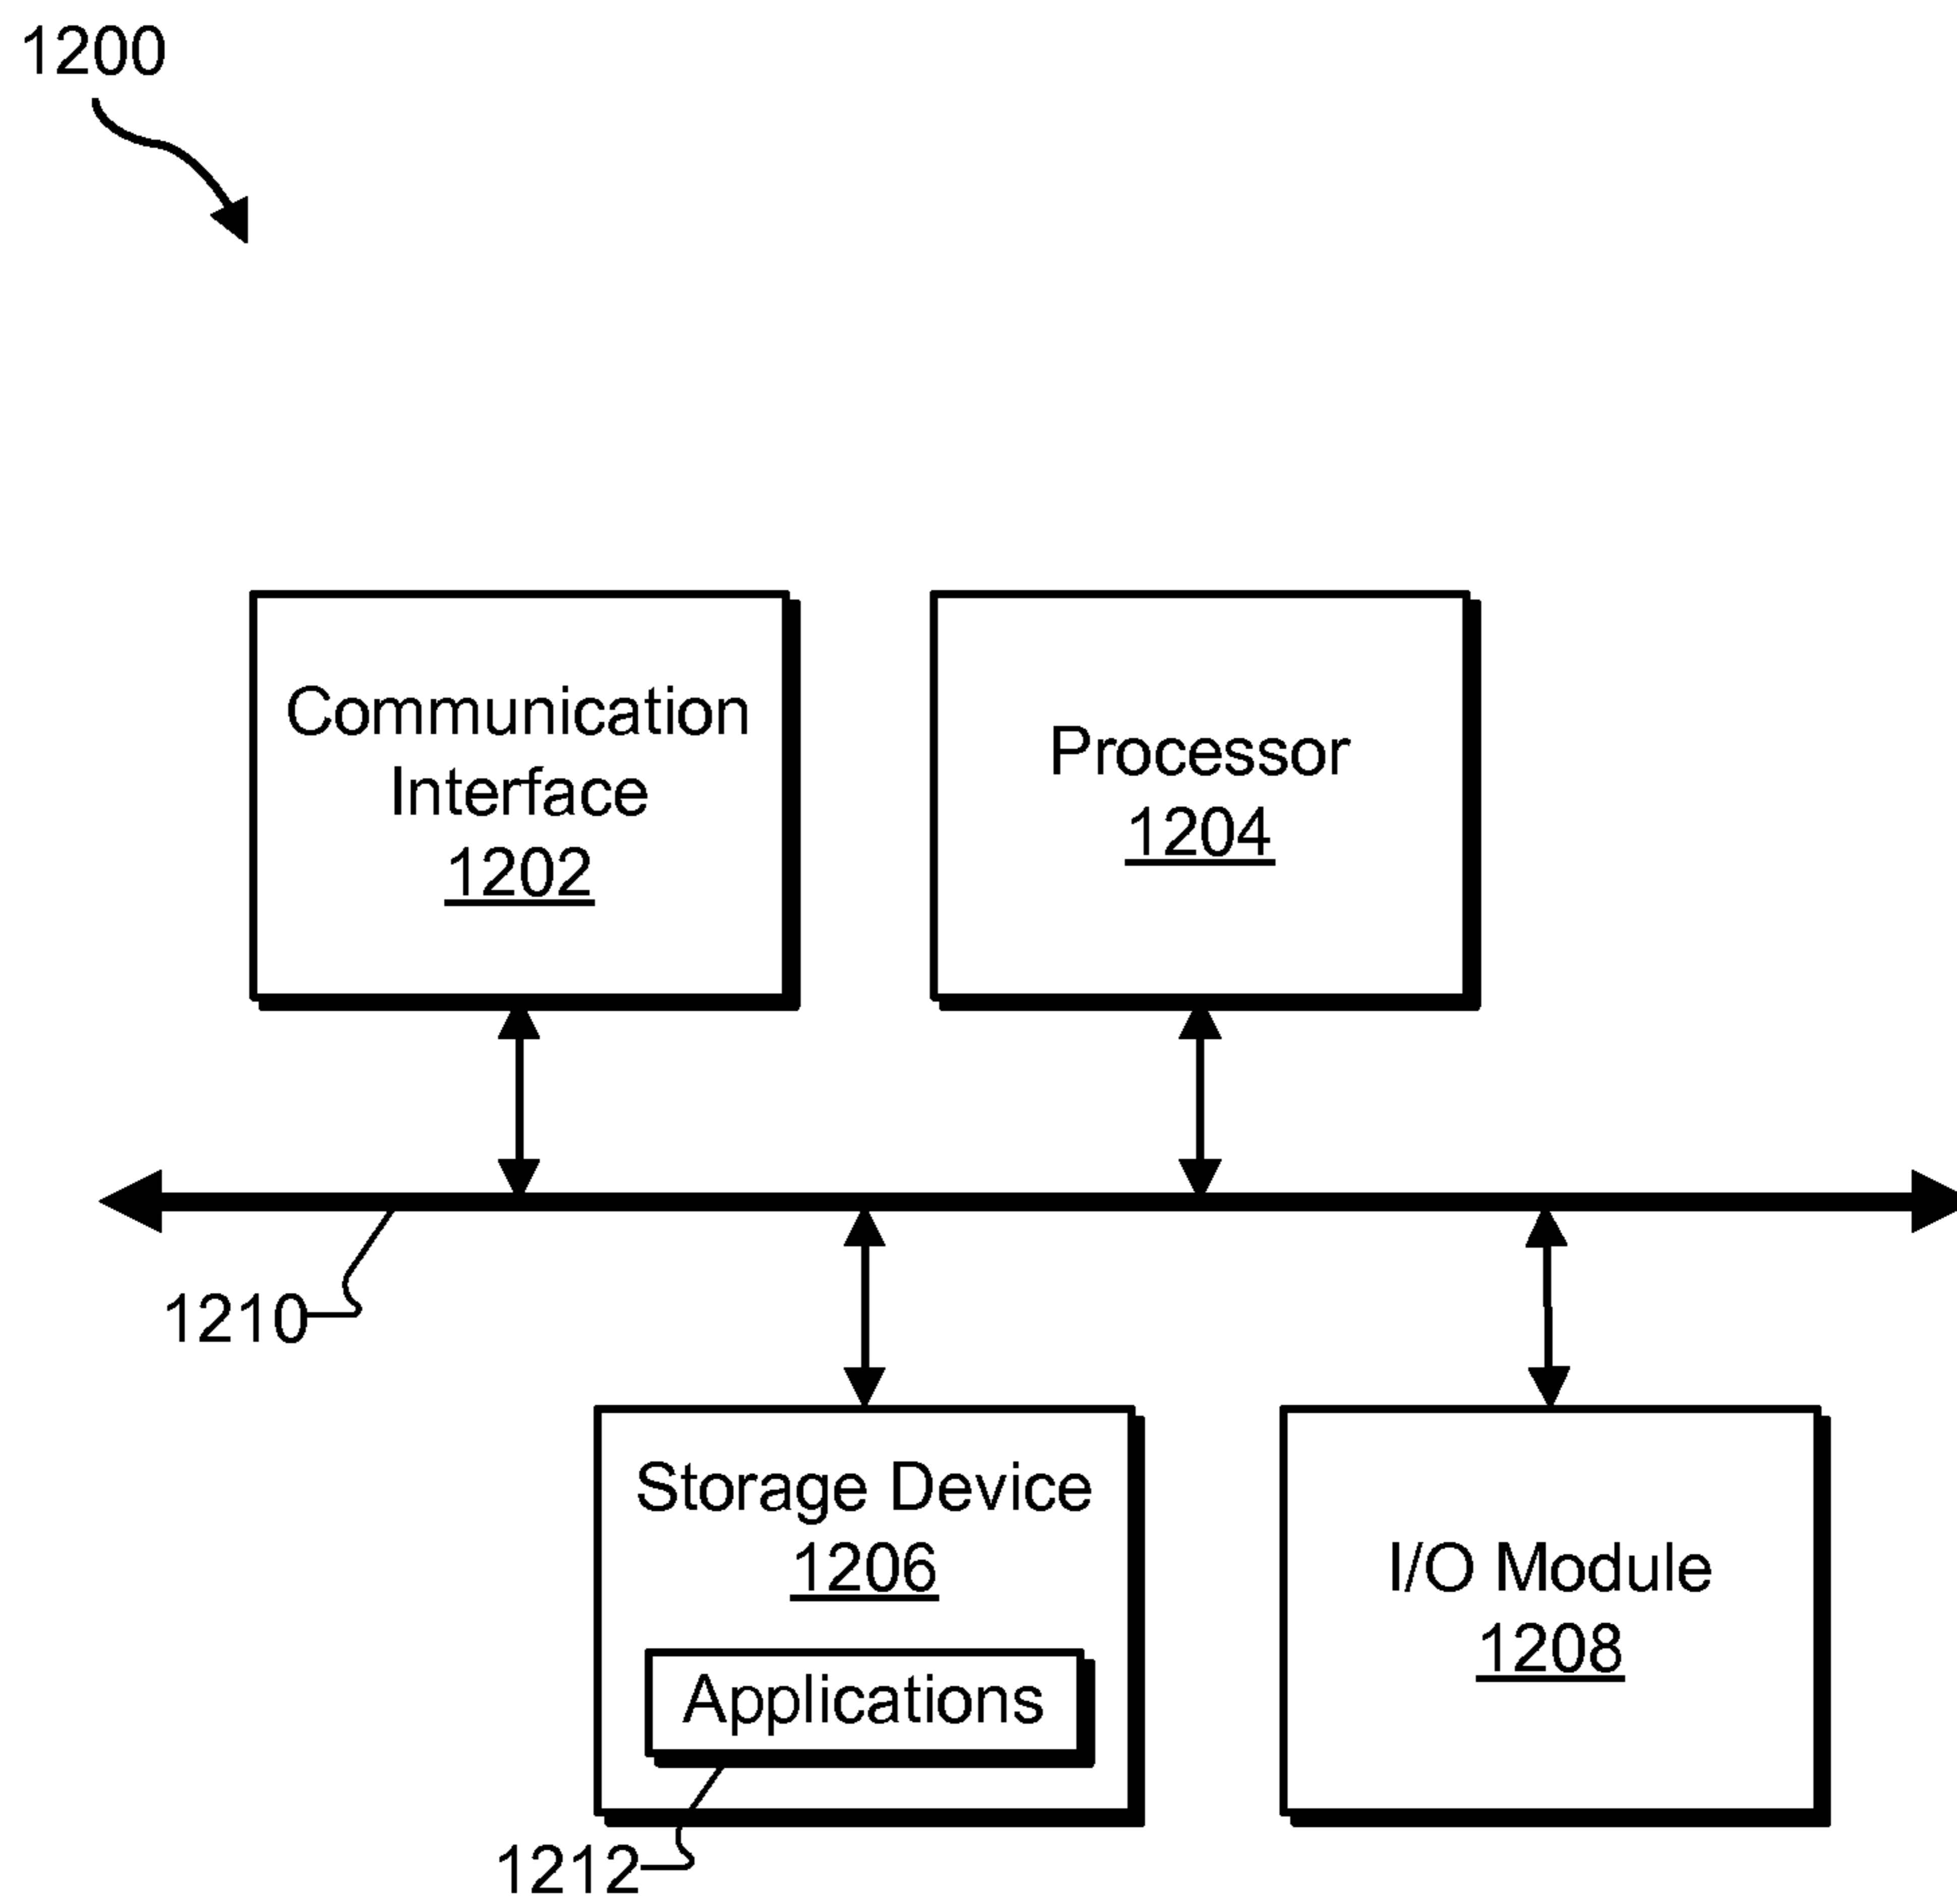 1200
Communication
Interface
1202
Processor
1204
1210
Storage Device
1206
Applications
1212
I/O Module
1208